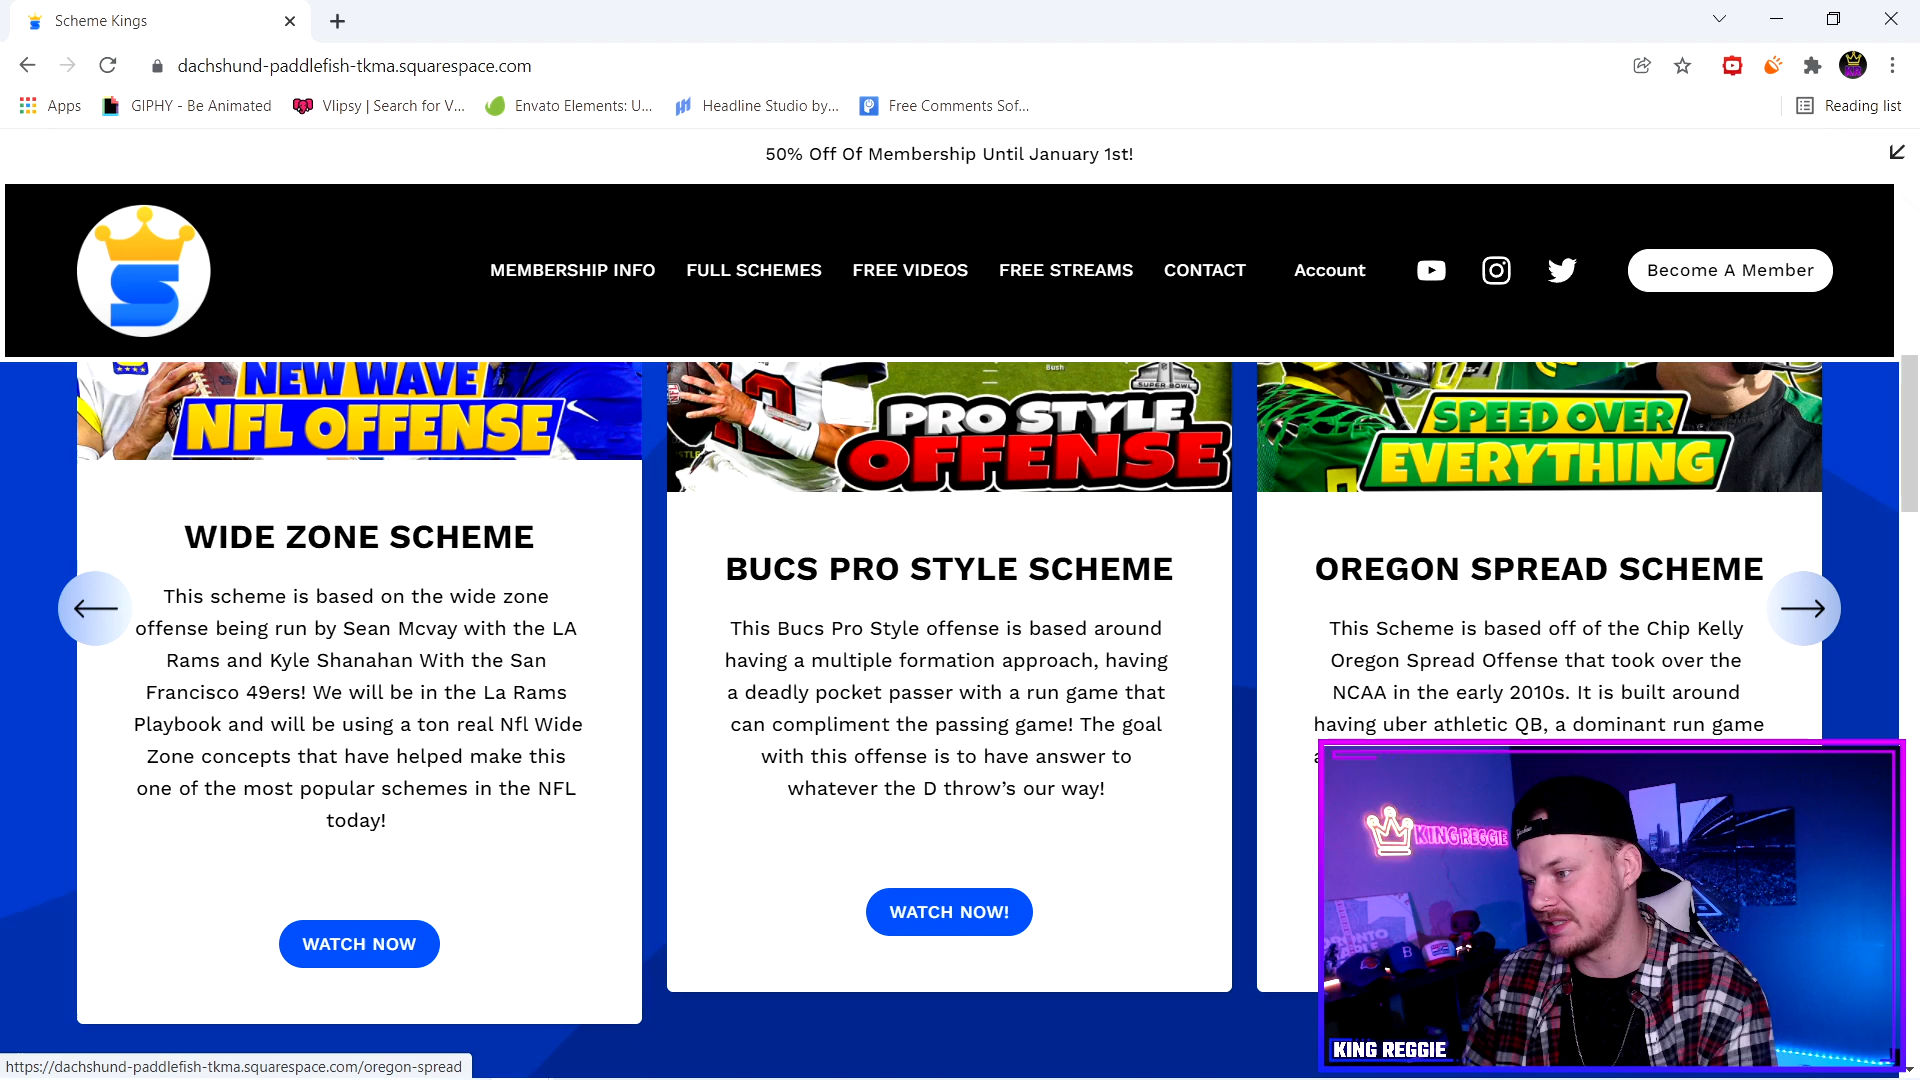 Scheme Kings
dachshund-paddlefish-tkma.squarespace.com
Apps
GIPHY - Be Animated
Vlipsy | Search for V...
Envato Elements: U...
Headline Studio by...
Free Comments Sof...
Reading list
50% Off Of Membership Until January 1st!
S
MEMBERSHIP INFO
FULL SCHEMES
FREE VIDEOS
FREE STREAMS
CONTACT
Account
Become A Member
NEW WAVE
NFL OFFENSE
WIDE ZONE SCHEME
This scheme is based on the wide zone
offense being run by Sean Mcvay with the LA
Rams and Kyle Shanahan With the San
Francisco 49ers! We will be in the La Rams
Playbook and will be using a ton real Nfl Wide
Zone concepts that have helped make this
one of the most popular schemes in the NFL
today!
WATCH NOW
Bush
SUPER BOWL
PRO STYLE
OFFENSE
BUCS PRO STYLE SCHEME
This Bucs Pro Style offense is based around
having a multiple formation approach, having
a deadly pocket passer with a run game that
can compliment the passing game! The goal
with this offense is to have answer to
whatever the D throw’s our way!
WATCH NOW!
SPEED OVER
EVERYTHING
OREGON SPREAD SCHEME
This Scheme is based off of the Chip Kelly
Oregon Spread Offense that took over the
NCAA in the early 2010s. It is built around
having uber athletic QB, a dominant run game
KING REGGIE
B
KING REGGIE
https://dachshund-paddlefish-tkma.squarespace.com/oregon-spread